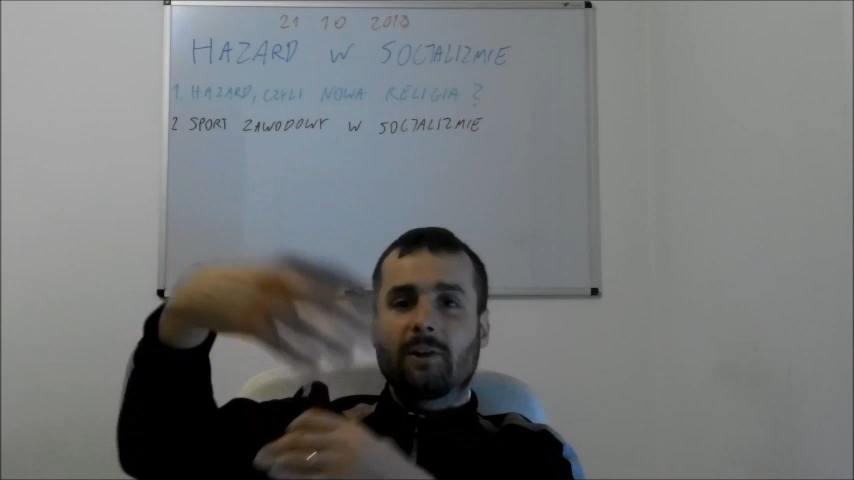 21 10 2013
HAZARD W SOCJALIZMIE
1. HAZARD, CZYLI NOWA RELIGIA?
2 SPORT ZAWODOWY W SOCJALIZMIE